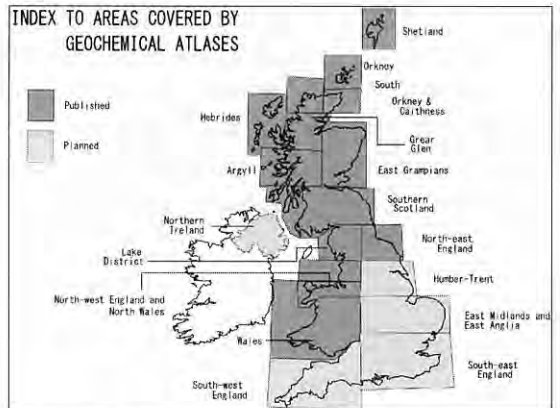 INDEX TO AREAS COVERED BY
GEOCHEMICAL ATLASES
Published
Planned
Shetland
Orkney
South
Orkney &
Caithness
Hebrides
Grear
Glen
Argyll
East Grampians
Southern
Scotland
Northern
Treland
North-east
England
Lake
District
Humber-Trent
North-west England and
North Wales
East Midlands and
East Anglia
Wales
South-east
England
South-west
England